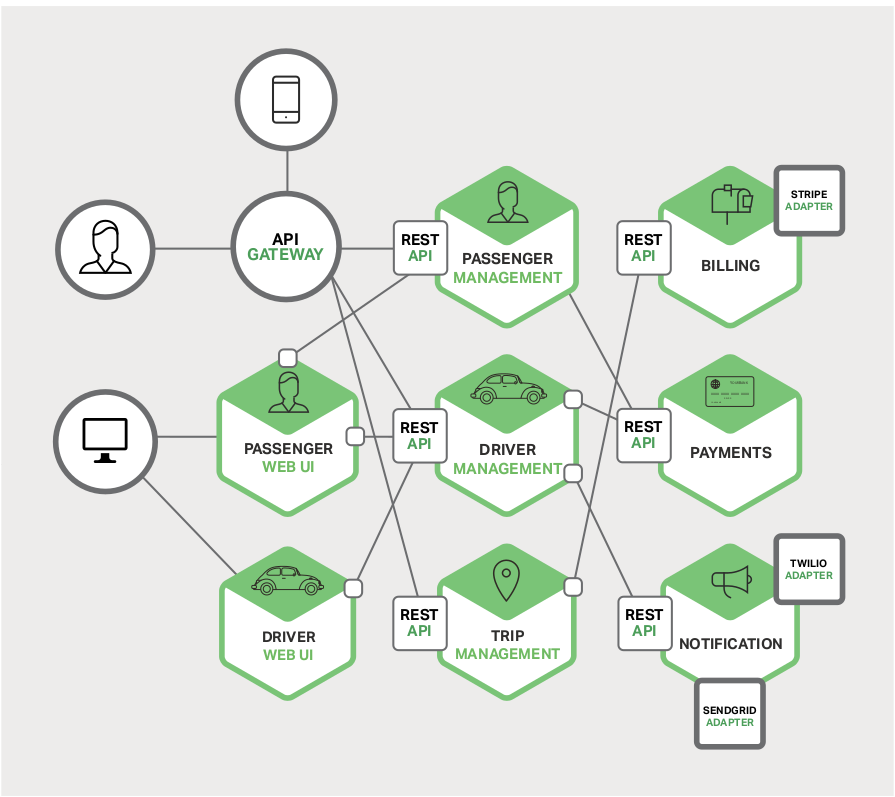 API
GATEWAY
REST
API
PASSENGER
MANAGEMENT
REST
API
BILLING
STRIPE
ADAPTER
PASSENGER
WEB UI
REST
API
DRIVER
MANAGEMENT
REST
API
PAYMENTS
DRIVER
WEB UI
REST
API
TRIP
MANAGEMENT
REST
API
NOTIFICATION
TWILIO
ADAPTER
SENDGRID
ADAPTER